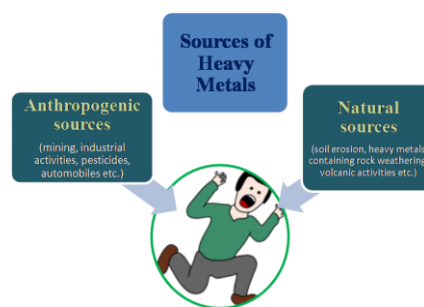 Sources of
Heavy
Metals
Anthropogenic
sources
(mining, industrial
activities, pesticides,
automobiles etc.)
Natural
sources
(soil erosion, heavy metals
containing rock weathering,
volcanic activities etc.)